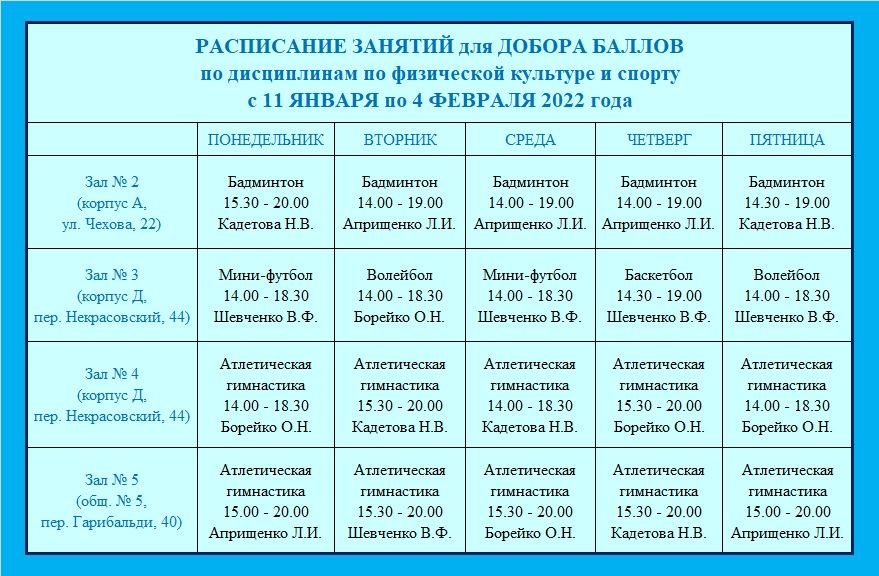 РАСПИСАНИЕ ЗАНЯТИЙ для ДОБОРА БАЛЛОВ
по дисциплинам по физической культуре и спорту
с 11 ЯНВАРЯ по 4 ФЕВРАЛЯ 2022 года
ПОНЕДЕЛЬНИК ВТОРНИК СРЕДА ЧЕТВЕРГ ПЯТНИЦА
Зал № 2
(корпус А,
ул. Чехова, 22)
Бадминтон
15.30 - 20.00
Кадетова Н.В.
Бадминтон
14.00 - 19.00
Априщенко Л.И.
Бадминтон
14.00 - 19.00
Априщенко Л.И.
Бадминтон
14.00 - 19.00
Априщенко Л.И.
Бадминтон
14.30 - 19.00
Кадетова Н.В.
Зал № 3
(корпус Д,
пер. Некрасовский, 44)
Мини-футбол
14.00 - 18.30
Шевченко В.Ф.
Волейбол
14.00 - 18.30
Борейко О.Н.
Мини-футбол
14.00 - 18.30
Шевченко В.Ф.
Баскетбол
14.30 - 19.00
Шевченко В.Ф.
Волейбол
14.00 - 18.30
Шевченко В.Ф.
Зал № 4
(корпус Д,
пер. Некрасовский, 44)
Атлетическая
гимнастика
14.00 - 18.30
Борейко О.Н.
Атлетическая
гимнастика
15.30 - 20.00
Кадетова Н.В.
Атлетическая
гимнастика
14.00 - 18.30
Кадетова Н.В.
Атлетическая
гимнастика
15.30 - 20.00
Борейко О.Н.
Атлетическая
гимнастика
14.00 - 18.30
Борейко О.Н.
Зал № 5
(общ. № 5,
пер. Гарибальди, 40)
Атлетическая
гимнастика
15.00 - 20.00
Априщенко Л.И.
Атлетическая
гимнастика
15.30 - 20.00
Шевченко В.Ф.
Атлетическая
гимнастика
15.30 - 20.00
Борейко О.Н.
Атлетическая
гимнастика
15.30 - 20.00
Кадетова Н.В.
Атлетическая
гимнастика
15.00 - 20.00
Априщенко Л.И.